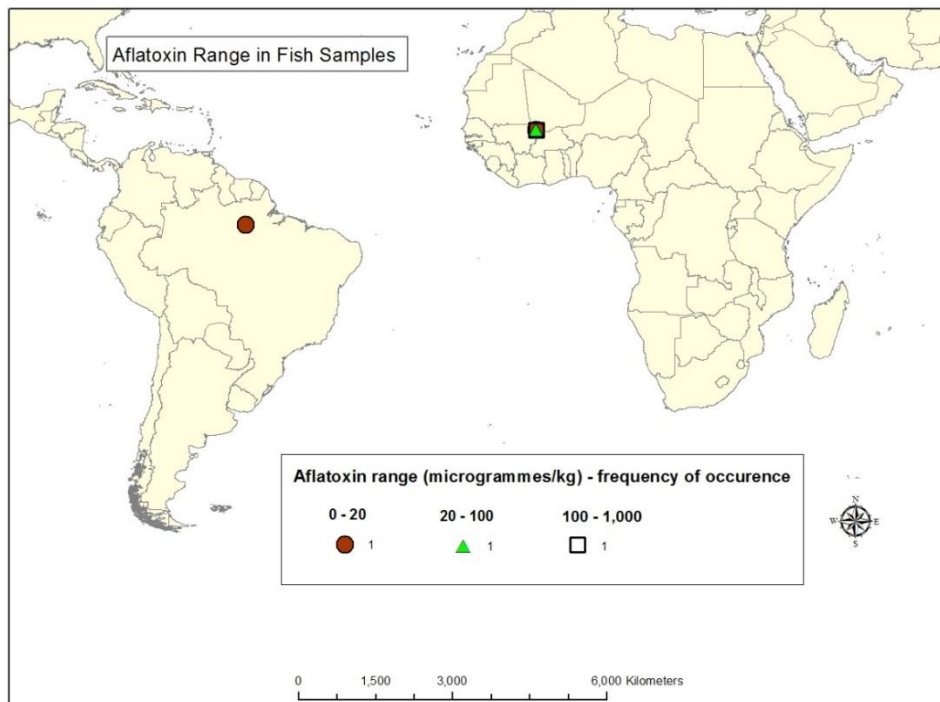 Aflatoxin Range in Fish Samples
Aflatoxin range (microgrammes/kg) - frequency of occurence
0 - 20 20 - 100 100 - 1,000
1 1 1
N
W E
S
0 1,500 3,000 6,000 Kilometers